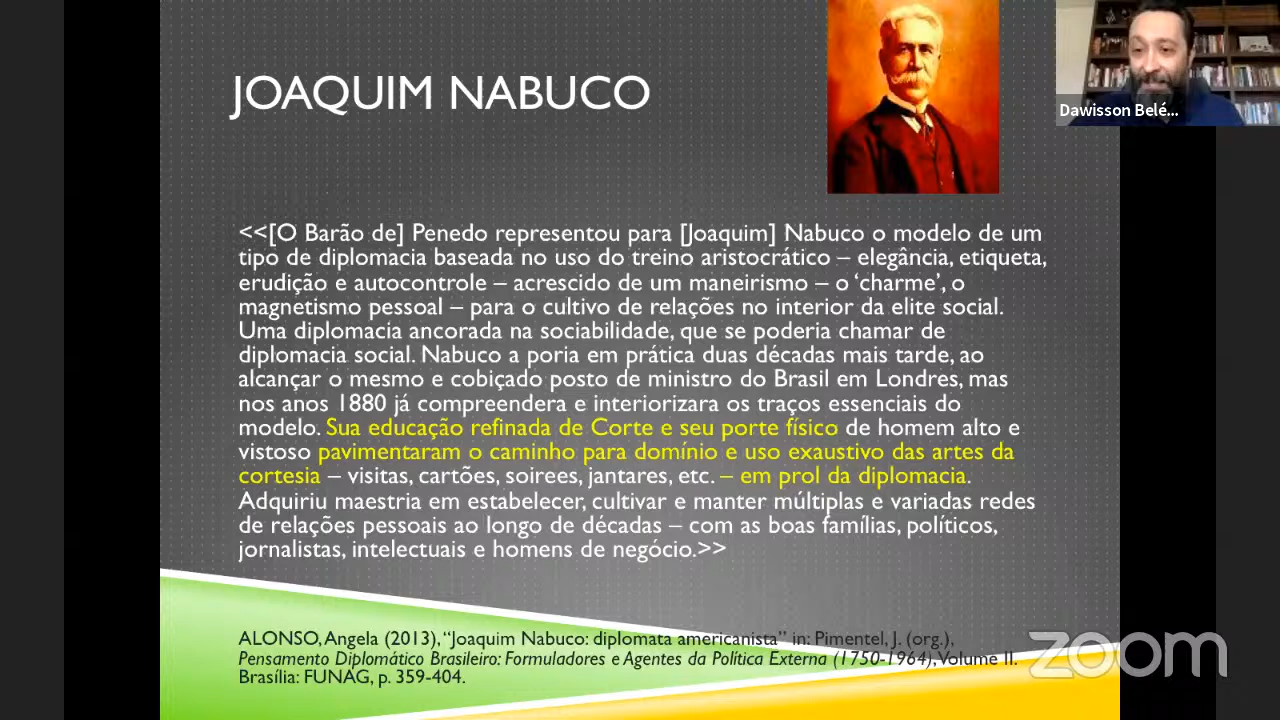 JOAQUIM NABUCO
Dawisson Belé...
<<[O Barão de] Penedo representou para [Joaquim] Nabuco o modelo de um
tipo de diplomacia baseada no uso do treino aristocrático – elegância, etiqueta,
erudição e autocontrole – acrescido de um maneirismo – o ‘charme’, o
magnetismo pessoal – para o cultivo de relações no interior da elite social.
Uma diplomacia ancorada na sociabilidade, que se poderia chamar de
diplomacia social. Nabuco a poria em prática duas décadas mais tarde, ao
alcançar o mesmo e cobiçado posto de ministro do Brasil em Londres, mas
nos anos 1880 já compreendera e interiorizara os traços essenciais do
modelo. Sua educação refinada de Corte e seu porte físico de homem alto e
vistoso pavimentaram o caminho para domínio e uso exaustivo das artes da
cortesia – visitas, cartões, soirees, jantares, etc. – em prol da diplomacia.
Adquiriu maestria em estabelecer, cultivar e manter múltiplas e variadas redes
de relações pessoais ao longo de décadas – com as boas famílias, políticos,
jornalistas, intelectuais e homens de negócio.>>
ALONSO, Angela (2013), “Joaquim Nabuco: diplomata americanista” in: Pimentel, J. (org.),
Pensamento Diplomático Brasileiro: Formuladores e Agentes da Política Externa (1750-1964), Volume II.
Brasília: FUNAG, p. 359-404.
zoom